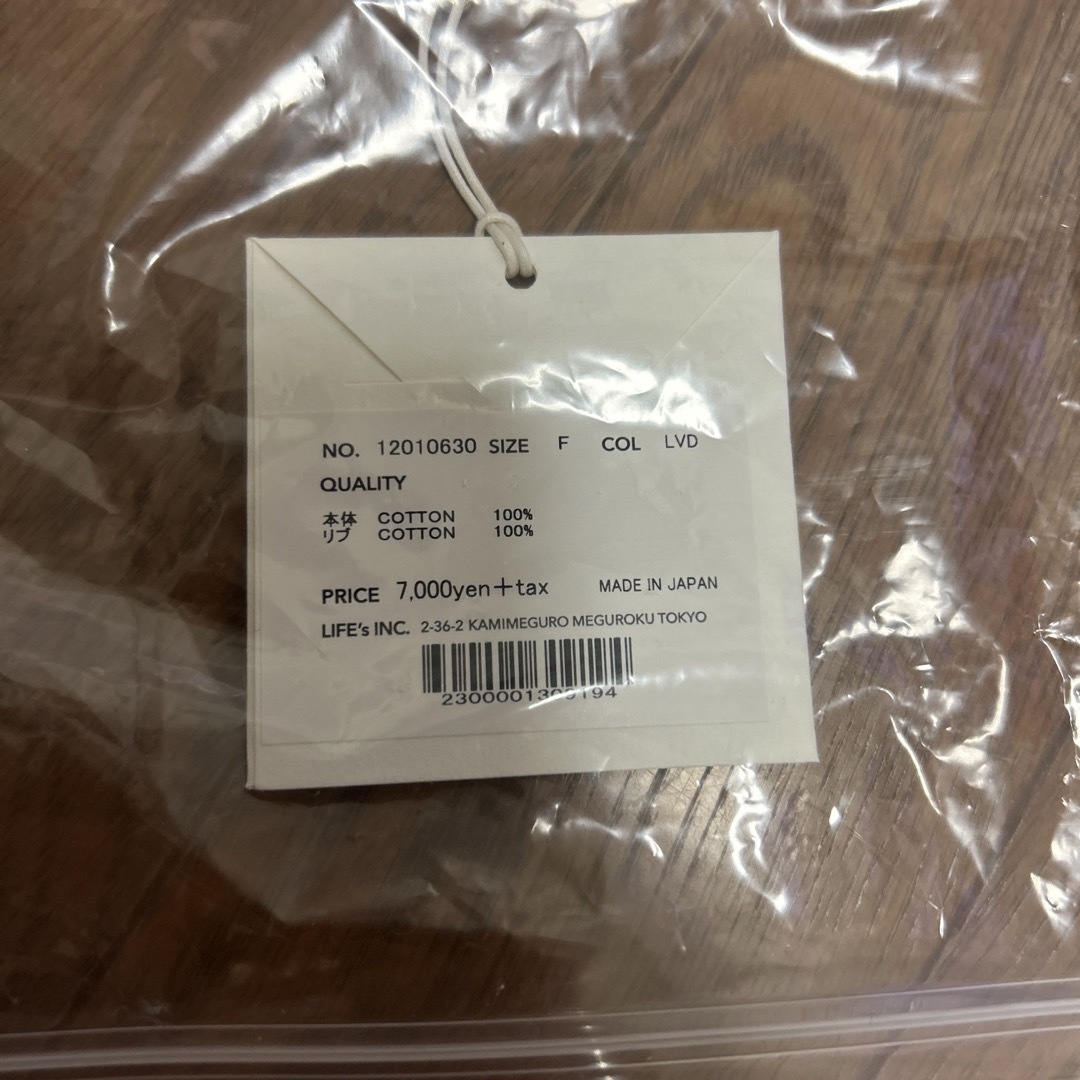 NO. 12010630 SIZE F COL LVD
QUALITY
本体 COTTON 100%
リブ COTTON 100%
PRICE 7,000yen+tax MADE IN JAPAN
LIFE's INC. 2-36-2 KAMIMEGURO MEGUROKU TOKYO